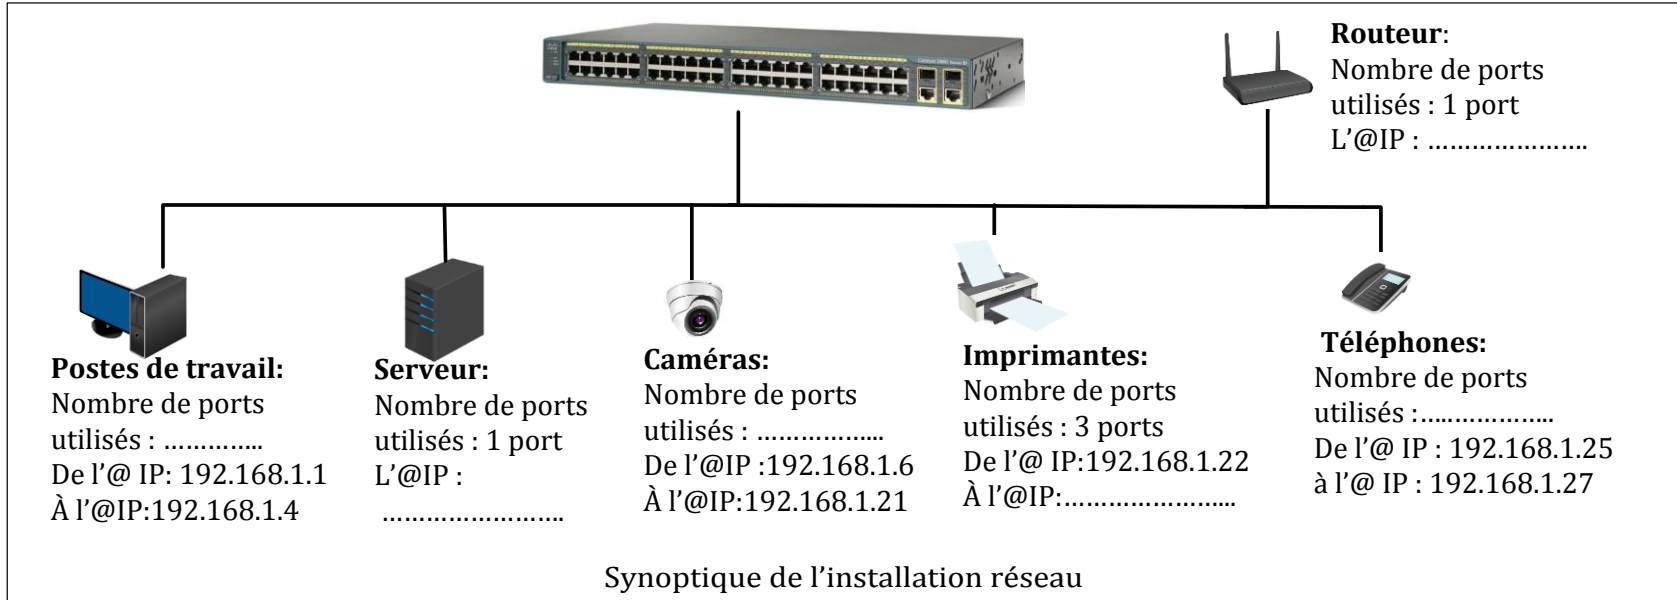 Routeur:
Nombre de ports
utilisés : 1 port
L’@IP : ………………….
Postes de travail:
Nombre de ports
utilisés : …………..
De l’@ IP: 192.168.1.1
À l’@IP:192.168.1.4
Serveur:
Nombre de ports
utilisés : 1 port
L’@IP :
…………………….
Caméras:
Nombre de ports
utilisés : ……………...
De l’@IP :192.168.1.6
À l’@IP:192.168.1.21
Imprimantes:
Nombre de ports
utilisés : 3 ports
De l’@ IP:192.168.1.22
À l’@IP:…………………...
Téléphones:
Nombre de ports
utilisés :………………..
De l’@ IP : 192.168.1.25
à l’@ IP : 192.168.1.27
Synoptique de l’installation réseau